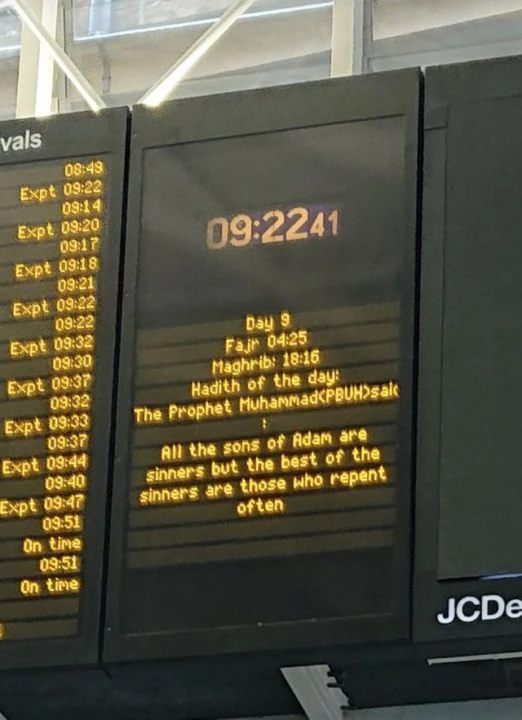 vals
08:49
Expt 09:22
09:14
Expt 09:20
09:17
Expt 09:18
09:21
Expt 09:22
09:22
Expt 09:32
09:30
Expt 09:37
09:32
Expt 09:33
09:37
Expt 09:44
09:40
Expt 09:47
09:51
On time
09:51
On time
09:22 41
Day 9
Fajr 04:25
Maghrib: 18:16
Hadith of the day:
The Prophet Muhammad(PBUH)said
:
All the sons of Adam are
sinners but the best of the
sinners are those who repent
often
JCDe